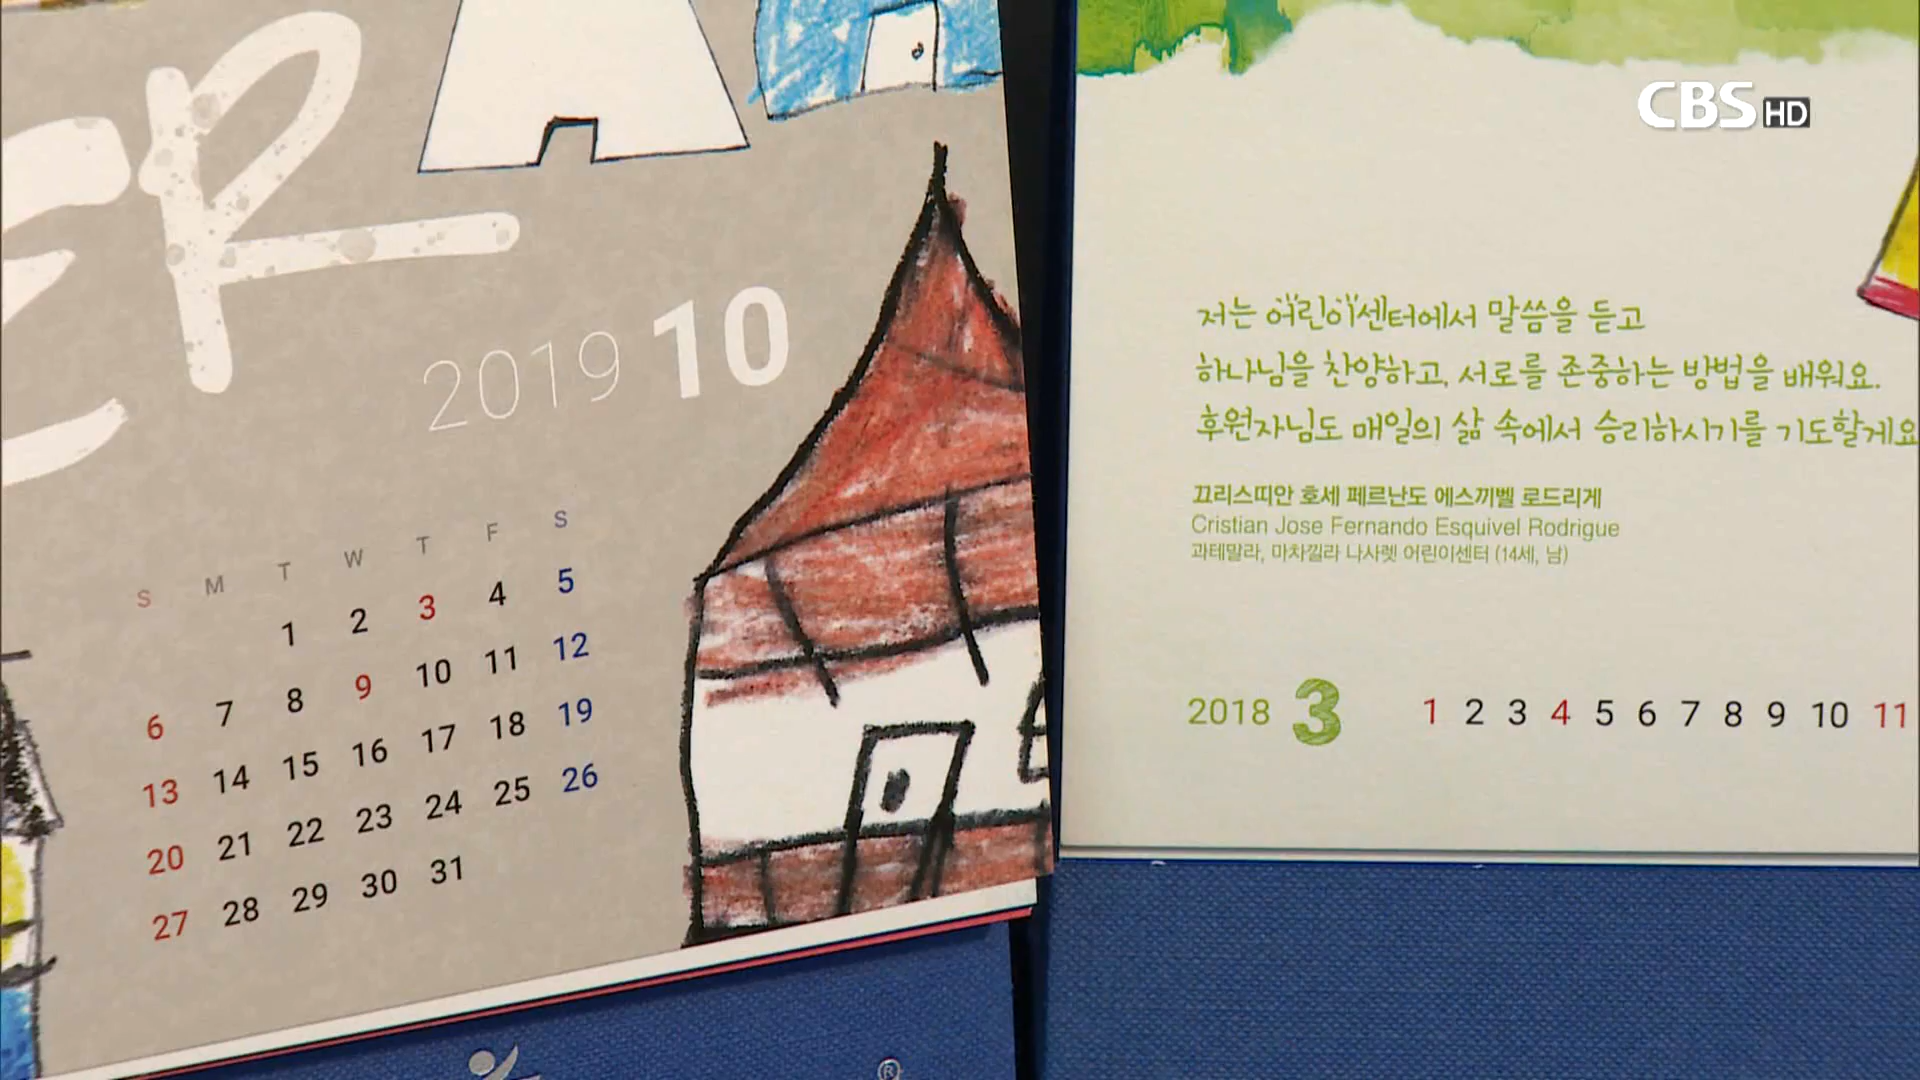 ER
2019 10
S M T W T F S
1 2 3 4 5
6 7 8 9 10 11 12
13 14 15 16 17 18 19
20 21 22 23 24 25 26
27 28 29 30 31
®
CBS HD
저는 어린이센터에서 말씀을 듣고
하나님을 찬양하고, 서로를 존중하는 방법을 배워요.
후원자님도 매일의 삶 속에서 승리하시기를 기도할게요
끄리스띠안 호세 페르난도 에스끼벨 로드리게
Cristian Jose Fernando Esquivel Rodrigue
과테말라, 마차낄라 나사렛 어린이센터 (14세, 남)
2018 3 1 2 3 4 5 6 7 8 9 10 11